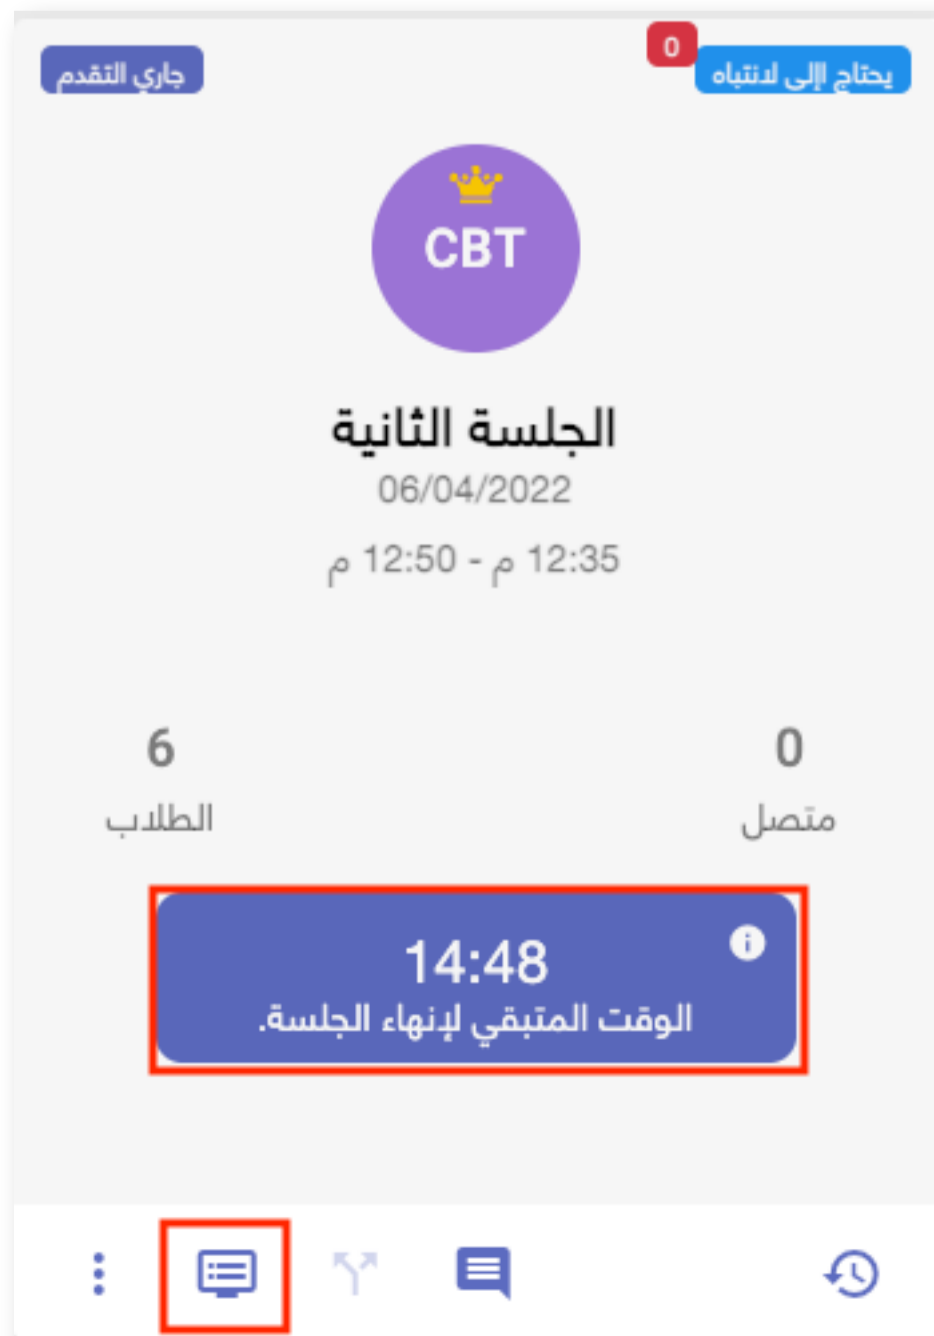 يحتاج اإلى لانتباه
0
جاري التقدم
CBT
الجلسة الثانية
06/04/2022
12:35 م - 12:50 م
0
متصل
6
الطلاب
14:48
الوقت المتبقي لإنهاء الجلسة.